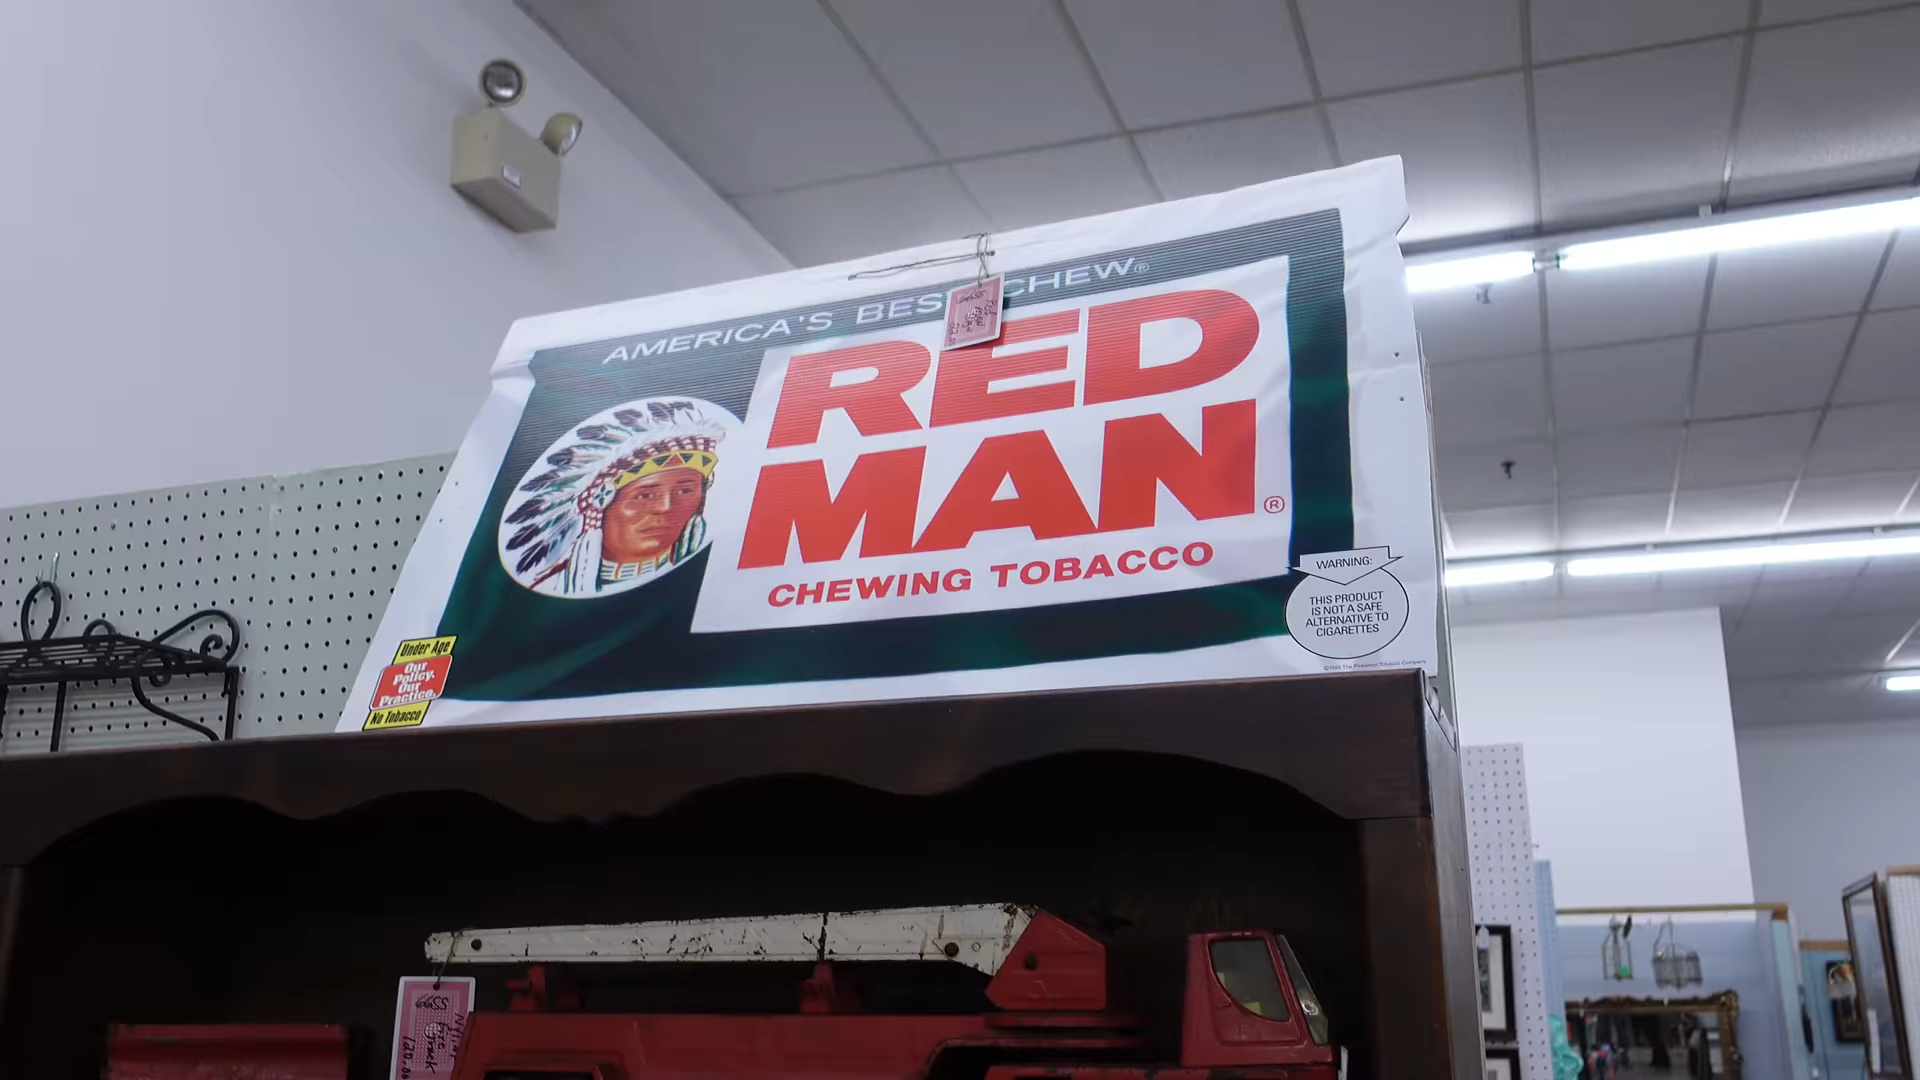 AMERICA'S BES CHEW®
RED
MAN®
CHEWING TOBACCO
WARNING:
THIS PRODUCT
IS NOT A SAFE
ALTERNATIVE TO
CIGARETTES
Under Age
Our
Policy.
Our
Practice.
No Tobacco